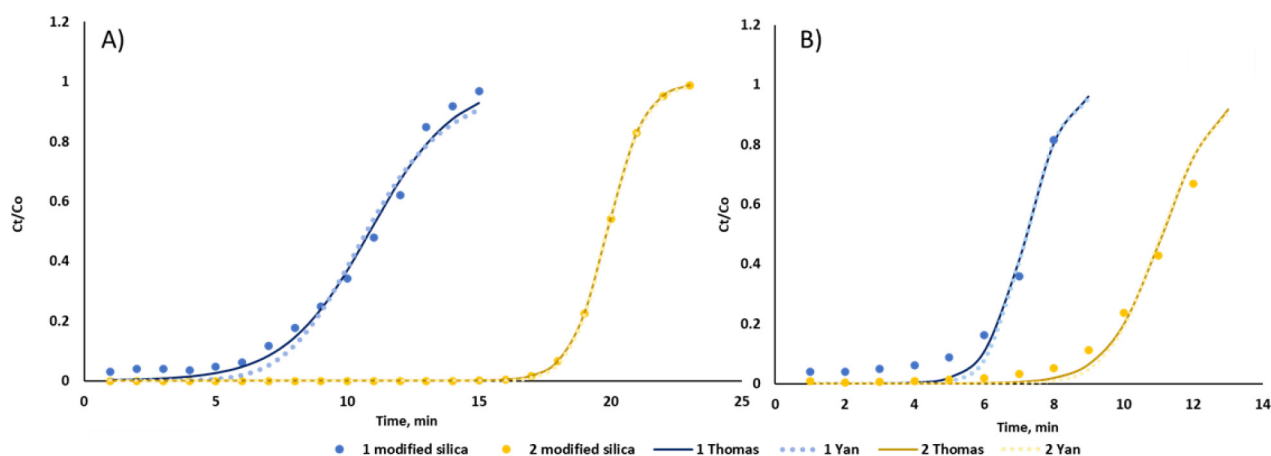 A)
1.2
1
0.8
0.6
0.4
0.2
0
Ct/Co
0 5 10 15 20 25
Time, min
B)
1.2
1
0.8
0.6
0.4
0.2
0
Ct/Co
0 2 4 6 8 10 12 14
Time, min
1 modified silica 2 modified silica 1 Thomas 1 Yan 2 Thomas 2 Yan